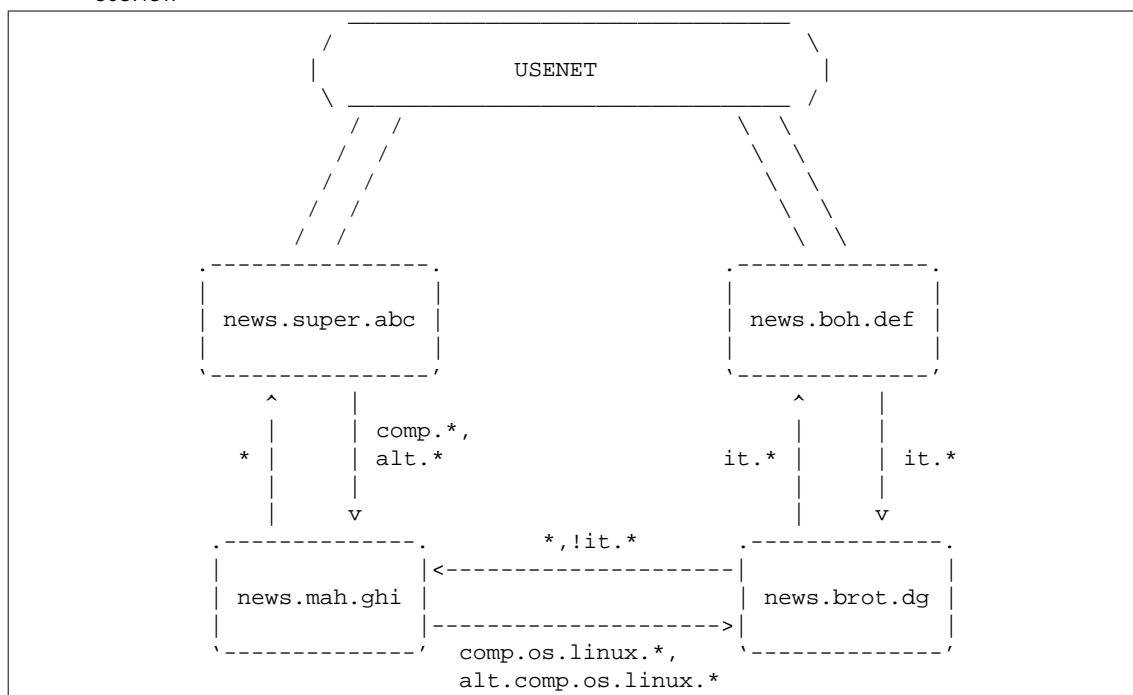 USENET
news.super.abc news.boh.def
comp.*,
* alt.* it.* it.*
*,!it.*
news.mah.ghi news.brot.dg
comp.os.linux.*,
alt.comp.os.linux.*